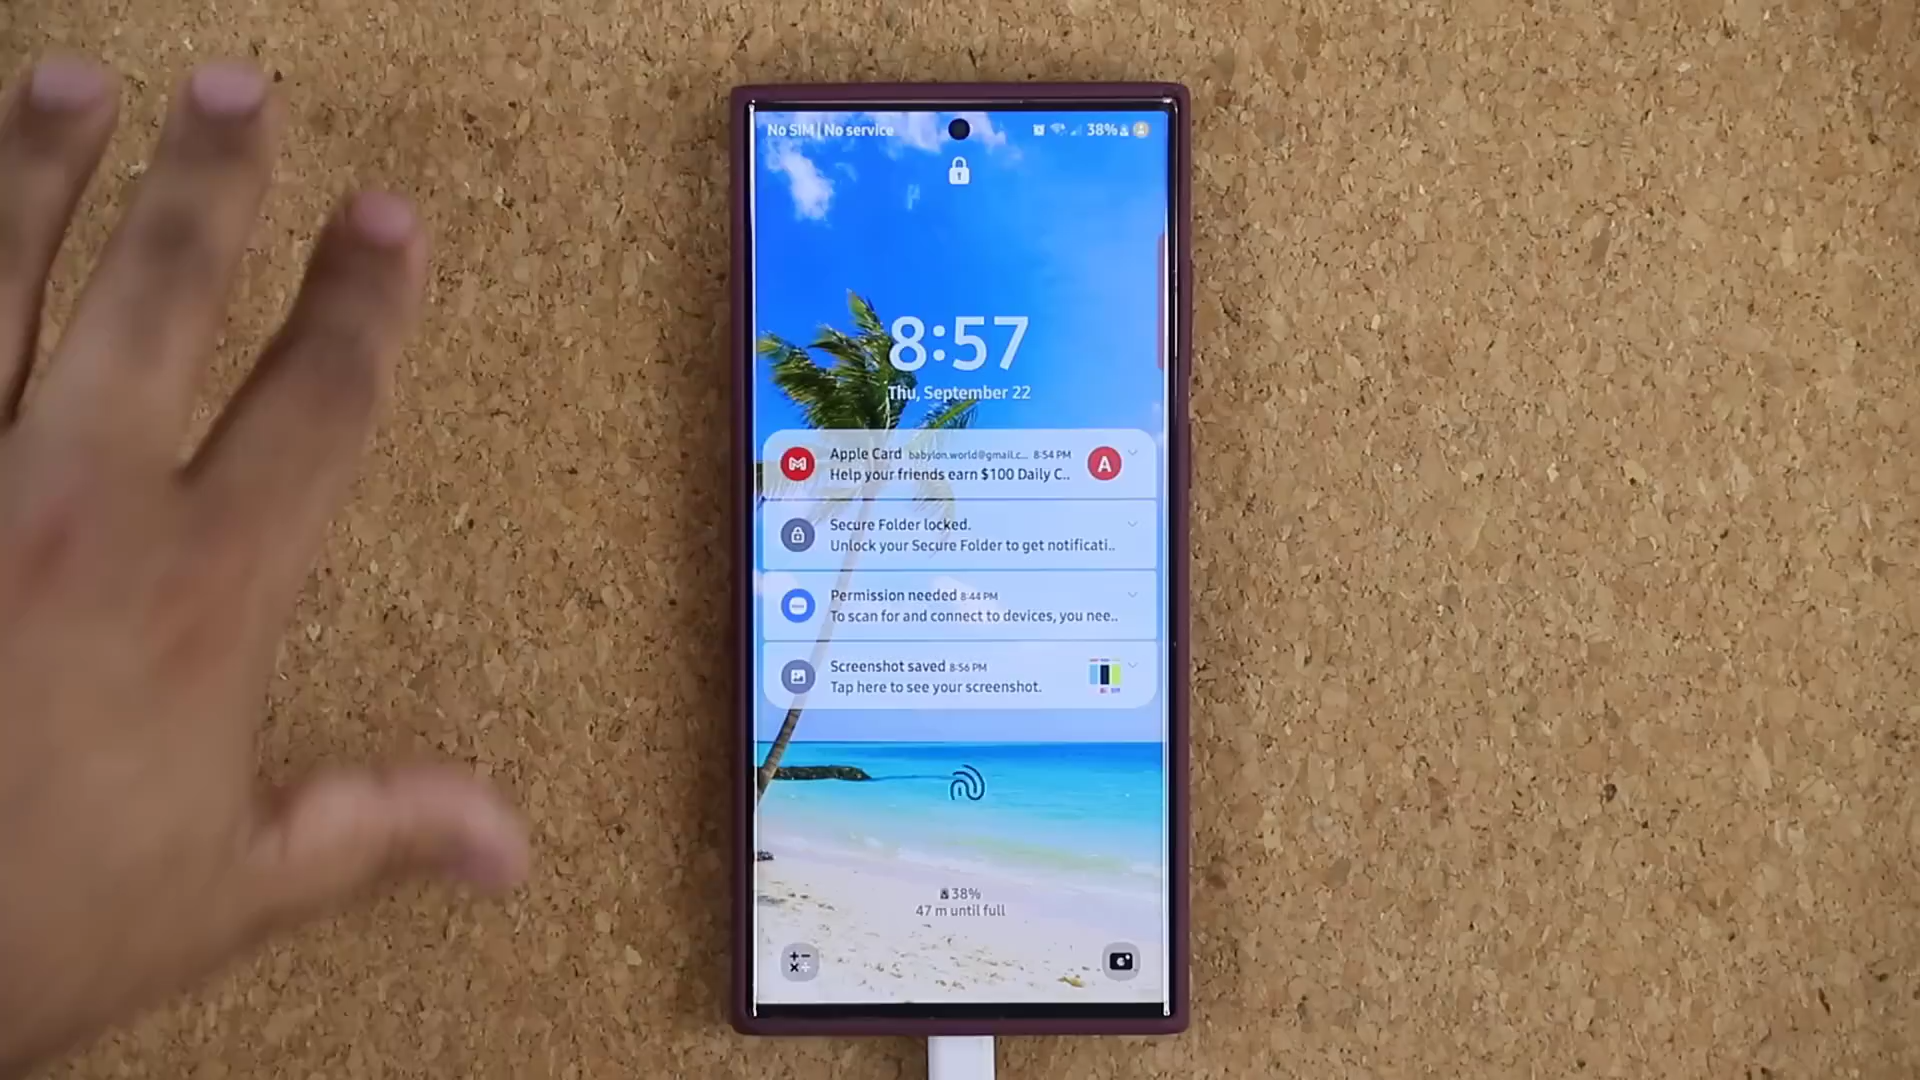 No SIM | No service
38%
8:57
Thu, September 22
Apple Card babylon.world@gmail.c... 8:54 PM
Help your friends earn $100 Daily C..
A
Secure Folder locked.
Unlock your Secure Folder to get notificati..
Permission needed 8:44 PM
To scan for and connect to devices, you nee..
Screenshot saved 8:56 PM
Tap here to see your screenshot.
38%
47 m until full